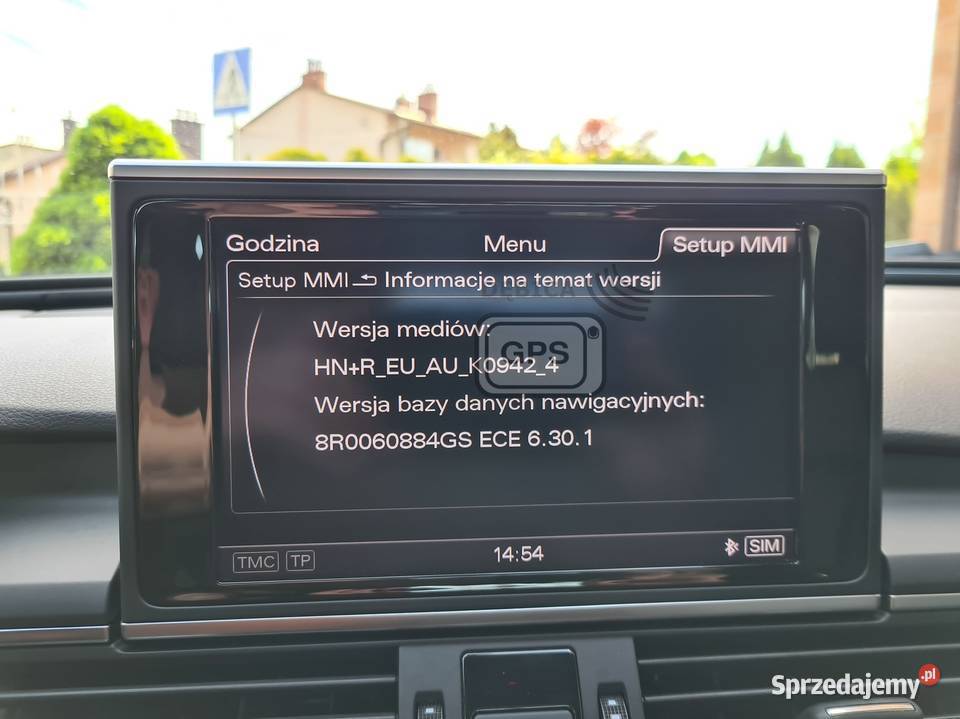 Godzina Menu Setup MMI
Setup MMI Informacje na temat wersji
DĘBICA
GPS
Wersja mediów:
HN+R_EU_AU_K0942_4
Wersja bazy danych nawigacyjnych:
8R0060884GS ECE 6.30.1
TMC TP 14:54 SIM
Sprzedajemy.pl